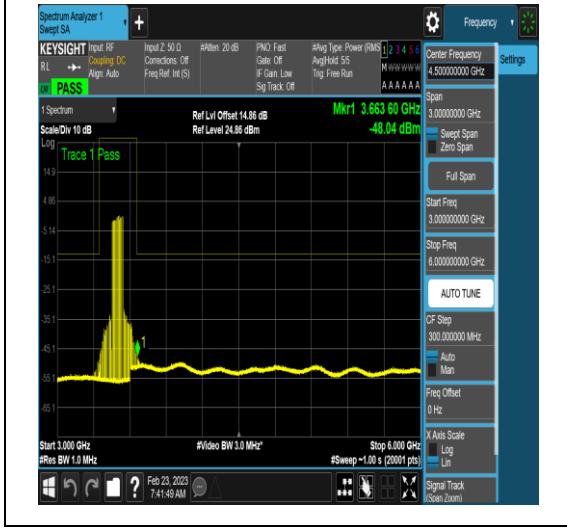 Spectrum Analyzer 1
Swept SA
+
Frequency
KEYSIGHT
RL
Input: RF
Coupling: DC
Align: Auto
Input Z: 50 Ω
Corrections: Off
Freq Ref: Int (S)
#Atten: 20 dB
PNO: Fast
Gate: Off
IF Gain: Low
Sig Track: Off
#Avg Type: Power (RMS
Avg|Hold: 5/5
Trig: Free Run
1 2 3 4 5 6
M W W W W W
A A A A A A
PASS
1 Spectrum
Scale/Div 10 dB
Ref Lvl Offset 14.86 dB
Ref Level 24.86 dBm
Mkr1 3.663 60 GHz
-48.04 dBm
Log
Trace 1 Pass
14.9
4.86
-5.14
-15.1
-25.1
-35.1
-45.1
-55.1
-65.1
1
Start 3.000 GHz
#Res BW 1.0 MHz
#Video BW 3.0 MHz*
Stop 6.000 GHz
#Sweep ~1.00 s (20001 pts)
?
Feb 23, 2023
7:41:49 AM
Center Frequency
4.500000000 GHz
Settings
Span
3.00000000 GHz
Swept Span
Zero Span
Full Span
Start Freq
3.000000000 GHz
Stop Freq
6.000000000 GHz
AUTO TUNE
CF Step
300.000000 MHz
Auto
Man
Freq Offset
0 Hz
X Axis Scale
Log
Lin
Signal Track
(Span Zoom)